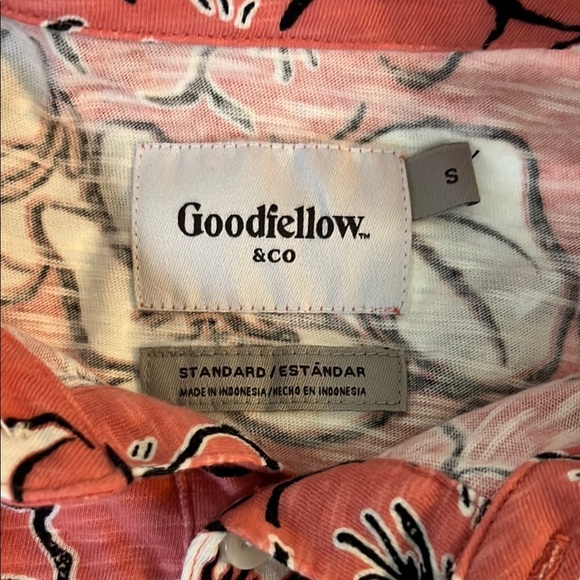 S
Goodfellow™
&CO
STANDARD/ESTÁNDAR
MADE IN INDONESIA/HECHO EN INDONESIA